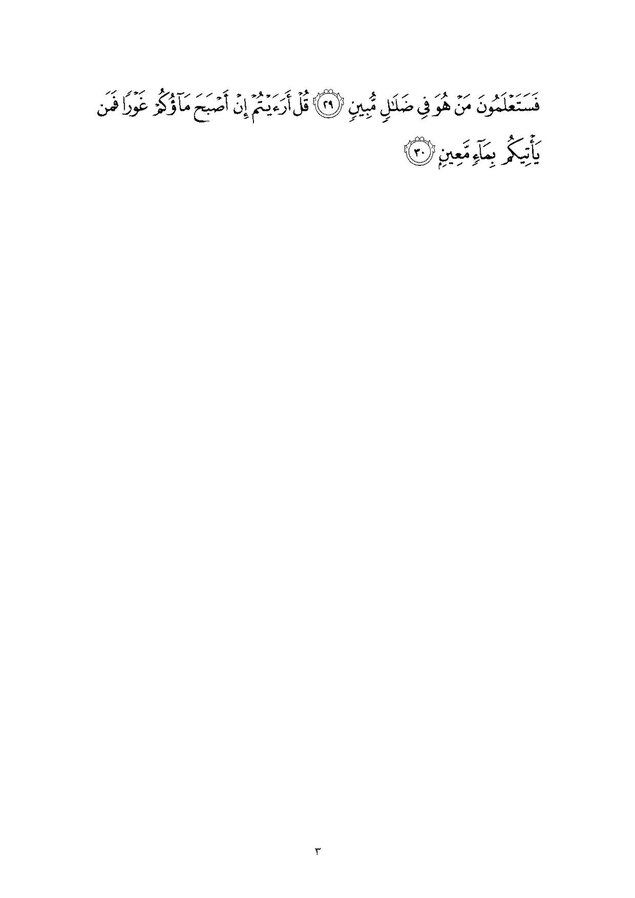 فَسَتَعۡلَمُونَ مَنۡ هُوَ فِي ضَلَٰلٖ مُّبِينٖ ٢٩ قُلۡ أَرَءَيۡتُمۡ إِنۡ أَصۡبَحَ مَآؤُكُمۡ غَوۡرٗا فَمَن
يَأۡتِيكُم بِمَآءٖ مَّعِينِۭ ٣٠
٣